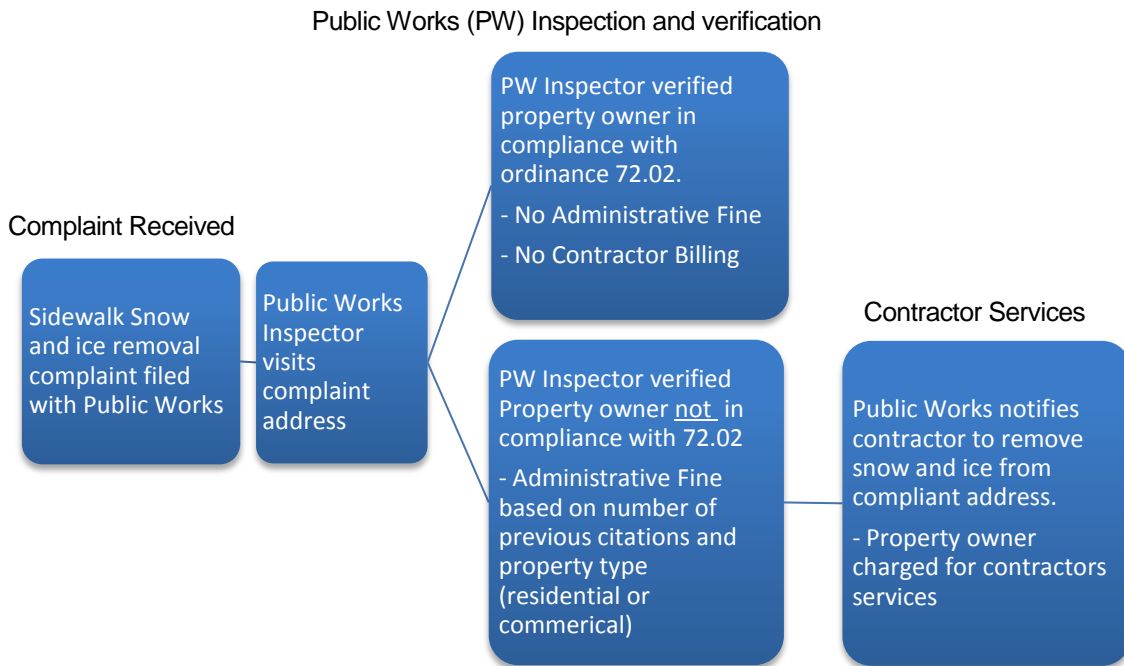 Public Works (PW) Inspection and verification
Complaint Received
Sidewalk Snow
and ice removal
complaint filed
with Public Works
Public Works
Inspector
visits
complaint
address
PW Inspector verified
property owner in
compliance with
ordinance 72.02.
- No Administrative Fine
- No Contractor Billing
PW Inspector verified
Property owner not in
compliance with 72.02
- Administrative Fine
based on number of
previous citations and
property type
(residential or
commerical)
Contractor Services
Public Works notifies
contractor to remove
snow and ice from
compliant address.
- Property owner
charged for contractors
services